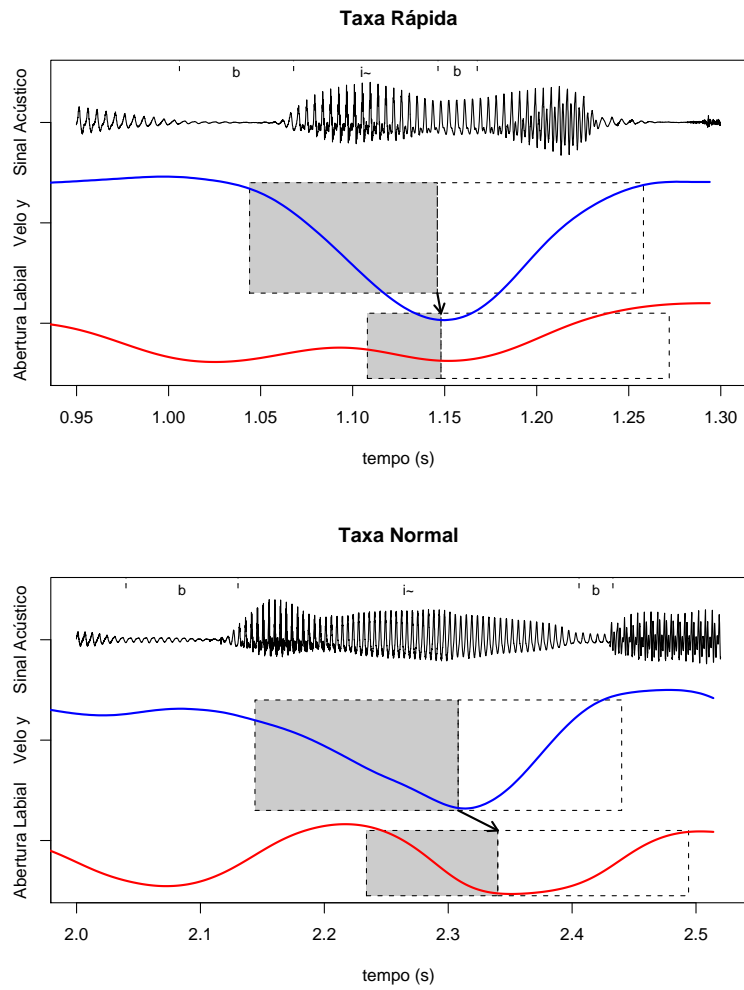 Taxa Rápida
b i~ b
Sinal Acústico
Velo y
Abertura Labial
0.95 1.00 1.05 1.10 1.15 1.20 1.25 1.30
tempo (s)
Taxa Normal
b i~ b
Sinal Acústico
Velo y
Abertura Labial
2.0 2.1 2.2 2.3 2.4 2.5
tempo (s)